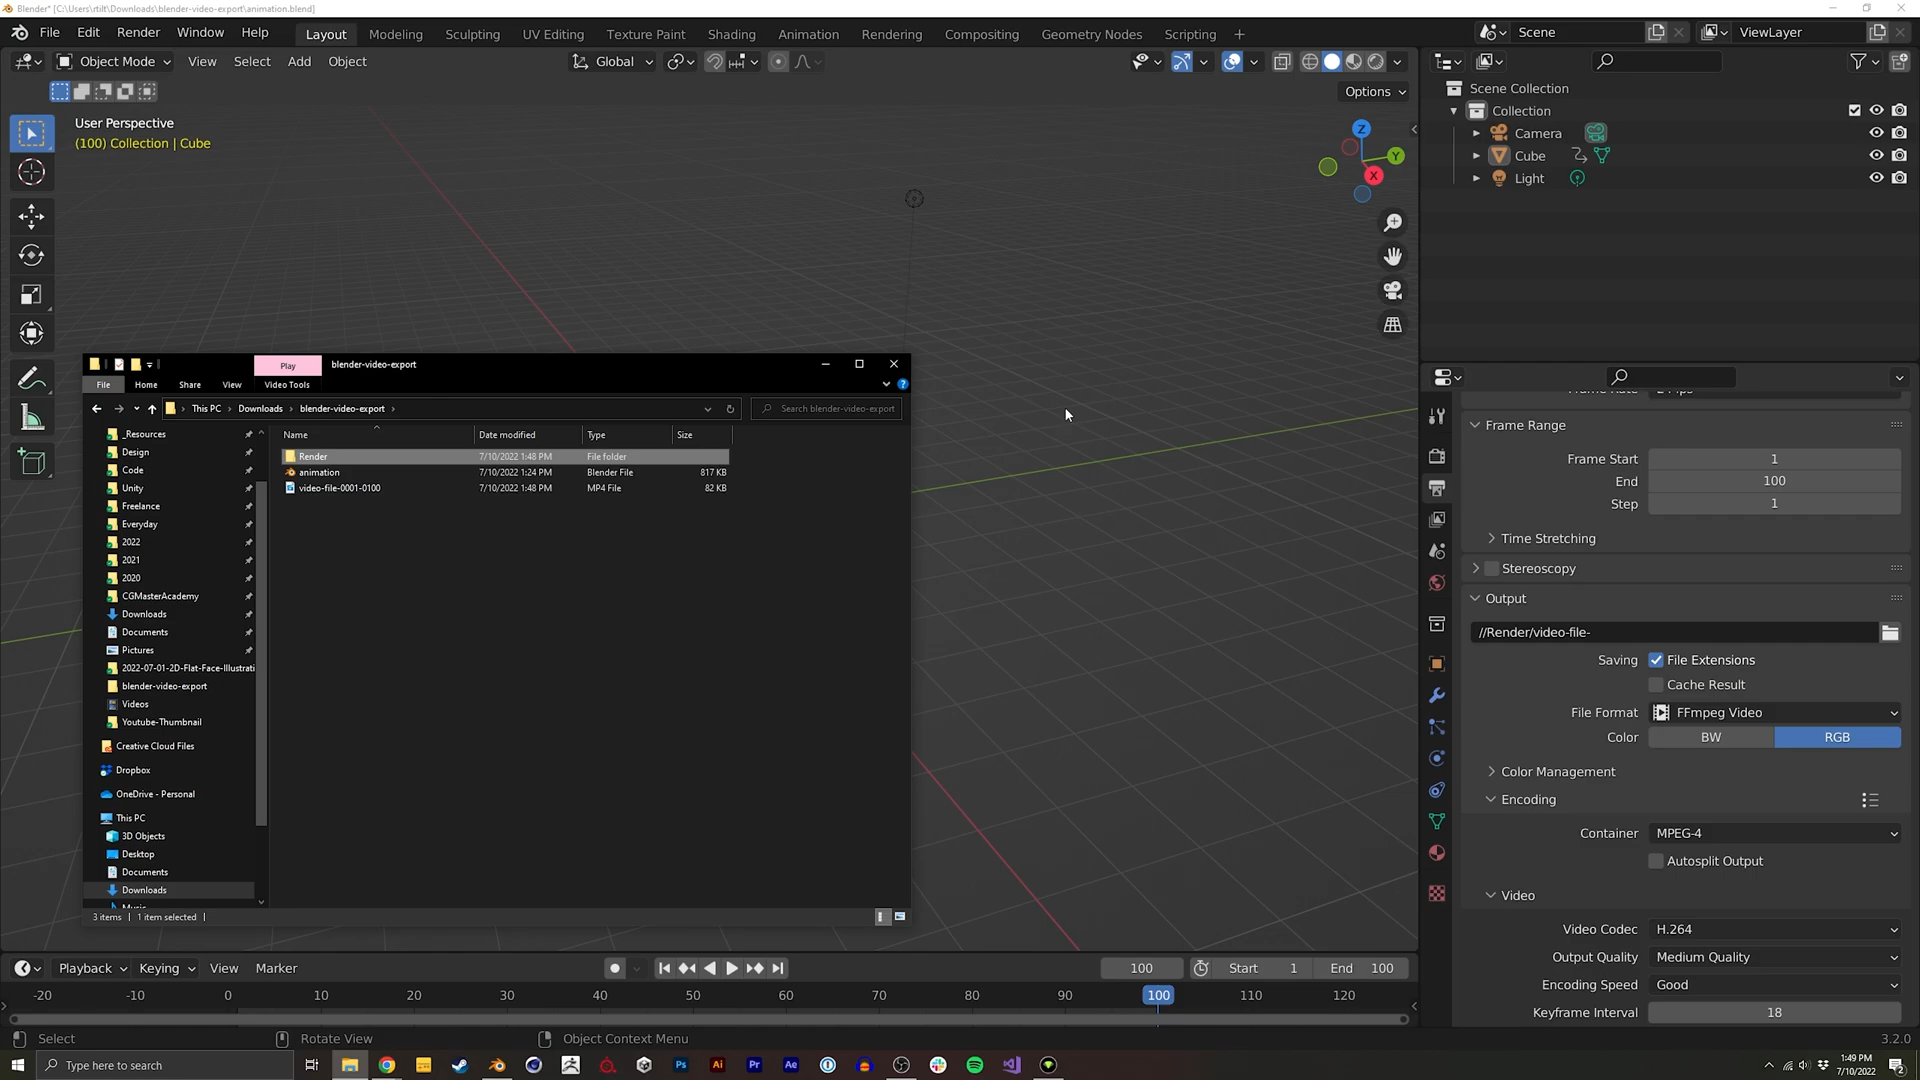 Blender* [C:\Users\rtilt\Downloads\blender-video-export\animation.blend]
File Edit Render Window Help Layout Modeling Sculpting UV Editing Texture Paint Shading Animation Rendering Compositing Geometry Nodes Scripting Scene ViewLayer
Object Mode View Select Add Object Global
Options
User Perspective
(100) Collection | Cube
Z
Y
X
Scene Collection
Collection
Camera
Cube
Light
Play blender-video-export
File Home Share View Video Tools
This PC Downloads blender-video-export Search blender-video-export
_Resources
Design
Code
Unity
Freelance
Everyday
2022
2021
2020
CGMasterAcademy
Downloads
Documents
Pictures
2022-07-01-2D-Flat-Face-Illustrati
blender-video-export
Videos
Youtube-Thumbnail
Creative Cloud Files
Dropbox
OneDrive - Personal
This PC
3D Objects
Desktop
Documents
Downloads
Name Date modified Type Size
Render 7/10/2022 1:48 PM File folder
animation 7/10/2022 1:24 PM Blender File 817 KB
video-file-0001-0100 7/10/2022 1:48 PM MP4 File 82 KB
3 items 1 item selected
Frame Range
Frame Start 1
End 100
Step 1
Time Stretching
Stereoscopy
Output
//Render/video-file-
Saving File Extensions
Cache Result
File Format FFmpeg Video
Color BW RGB
Color Management
Encoding
Container MPEG-4
Autosplit Output
Video
Video Codec H.264
Output Quality Medium Quality
Encoding Speed Good
Keyframe Interval 18
Playback Keying View Marker 100 Start 1 End 100
-20 -10 0 10 20 30 40 50 60 70 80 90 100 110 120
Select Rotate View Object Context Menu 3.2.0
Type here to search Ps Ai Pr Ae
1:49 PM
7/10/2022
2